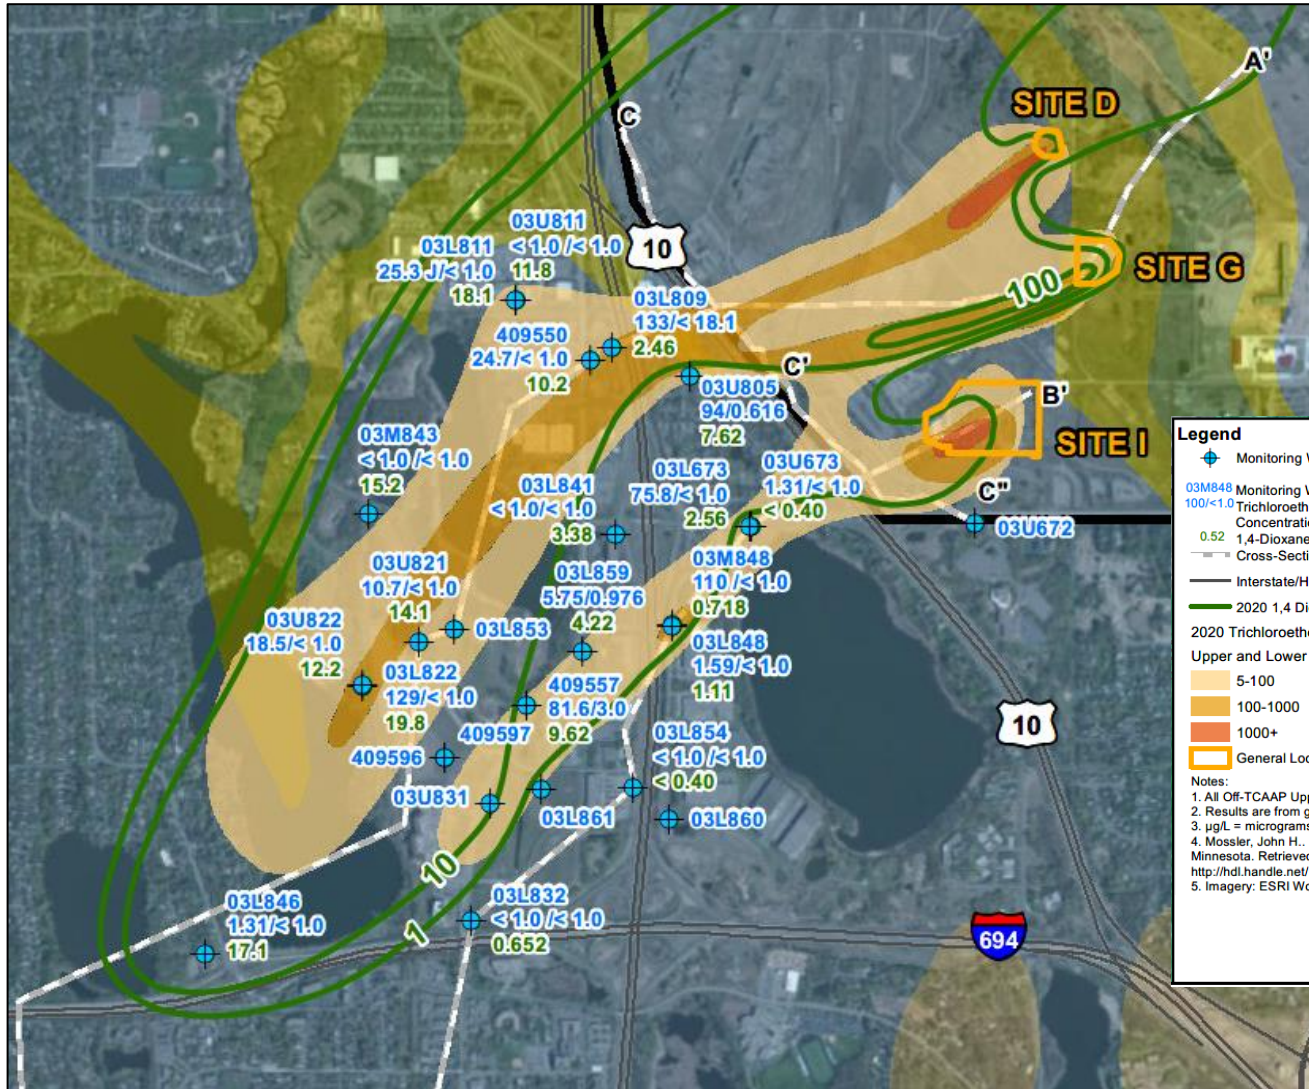 A'
C
SITE D
03U811
< 1.0 /< 1.0
11.8
03L811
25.3 J/< 1.0
18.1
10
SITE G
100
03L809
133/< 18.1
2.46
409550
24.7/< 1.0
10.2
C'
03U805
94/0.616
7.62
B'
SITE I
03M843
< 1.0 /< 1.0
15.2
03L841
< 1.0/< 1.0
3.38
03L673
75.8/< 1.0
2.56
03U673
1.31/< 1.0
< 0.40
C"
03U672
03U821
10.7/< 1.0
14.1
03L859
5.75/0.976
4.22
03M848
110 /< 1.0
0.718
03U822
18.5/< 1.0
12.2
03L853
03L848
1.59/< 1.0
1.11
03L822
129/< 1.0
19.8
409557
81.6/3.0
9.62
409597
409596
03L854
< 1.0 /< 1.0
< 0.40
10
03U831
03L861
03L860
10
1
03L846
1.31/< 1.0
17.1
03L832
< 1.0 /< 1.0
0.652
694
Legend
Monitoring W
03M848 Monitoring W
100/<1.0 Trichloroeth
Concentratio
0.52 1,4-Dioxane
Cross-Secti
Interstate/H
2020 1,4 Di
2020 Trichloroethe
Upper and Lower
5-100
100-1000
1000+
General Loc
Notes:
1. All Off-TCAAP Upp
2. Results are from g
3. µg/L = micrograms
4. Mossler, John H..
Minnesota. Retrieved
http://hdl.handle.net/
5. Imagery: ESRI Wo